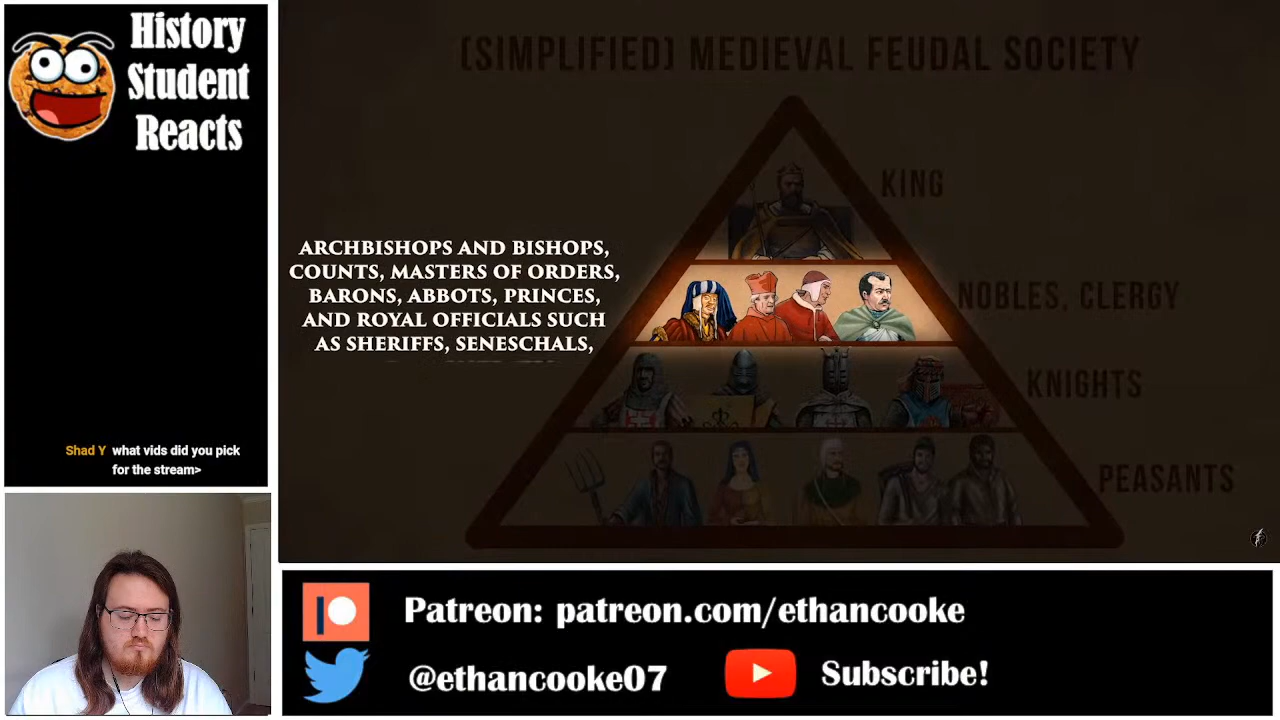 History
Student
Reacts
(SIMPLIFIED) MEDIEVAL FEUDAL SOCIETY
KING
NOBLES, CLERGY
KNIGHTS
PEASANTS
ARCHBISHOPS AND BISHOPS,
COUNTS, MASTERS OF ORDERS,
BARONS, ABBOTS, PRINCES,
AND ROYAL OFFICIALS SUCH
AS SHERIFFS, SENESCHALS,
Shad Y what vids did you pick
for the stream>
Patreon: patreon.com/ethancooke
@ethancooke07
Subscribe!